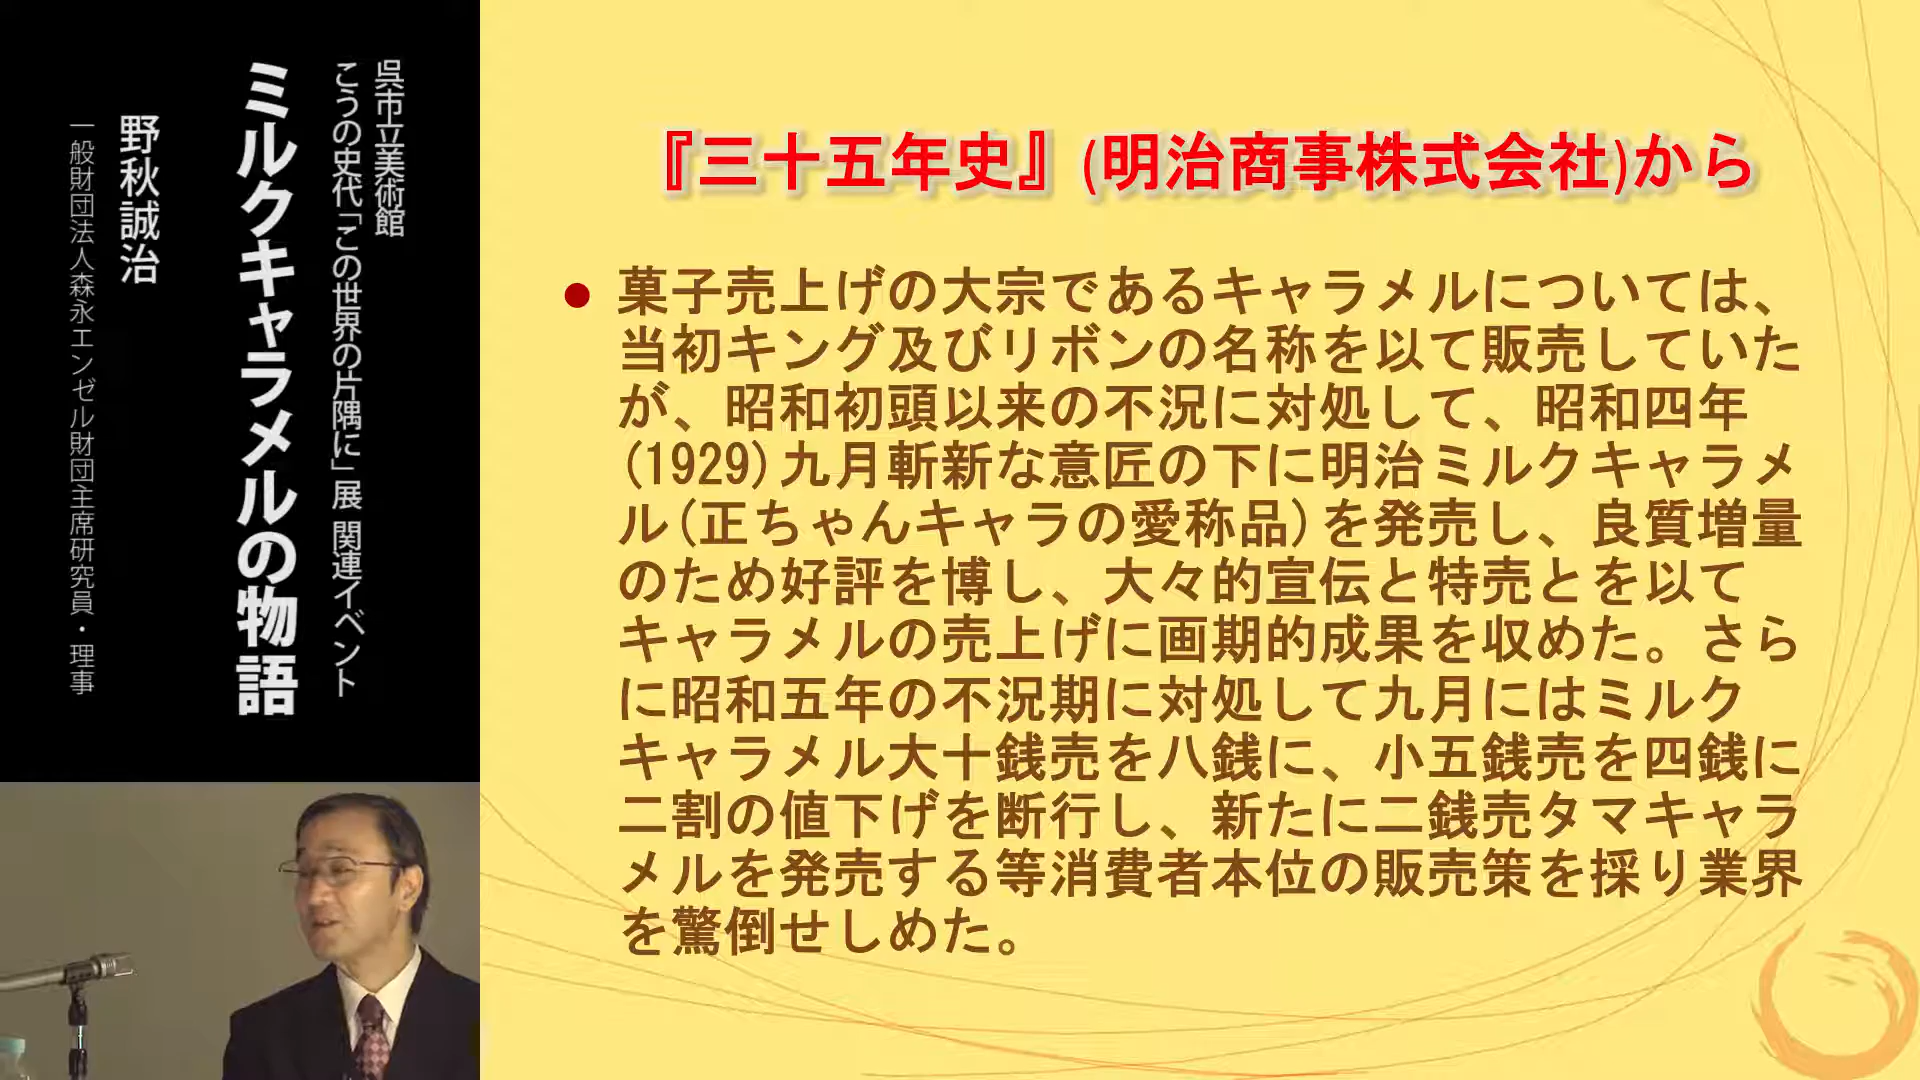 呉市立美術館
こうの史代「この世界の片隅に」展 関連イベント
ミルクキャラメルの物語
野秋誠治
一般財団法人森永エンゼル財団主席研究員・理事
『三十五年史』(明治商事株式会社)から
● 菓子売上げの大宗であるキャラメルについては、
当初キング及びリボンの名称を以て販売していた
が、昭和初頭以来の不況に対処して、昭和四年
(1929)九月斬新な意匠の下に明治ミルクキャラメ
ル(正ちゃんキャラの愛称品)を発売し、良質増量
のため好評を博し、大々的宣伝と特売とを以て
キャラメルの売上げに画期的成果を収めた。さら
に昭和五年の不況期に対処して九月にはミルク
キャラメル大十銭売を八銭に、小五銭売を四銭に
二割の値下げを断行し、新たに二銭売タマキャラ
メルを発売する等消費者本位の販売策を採り業界
を驚倒せしめた。